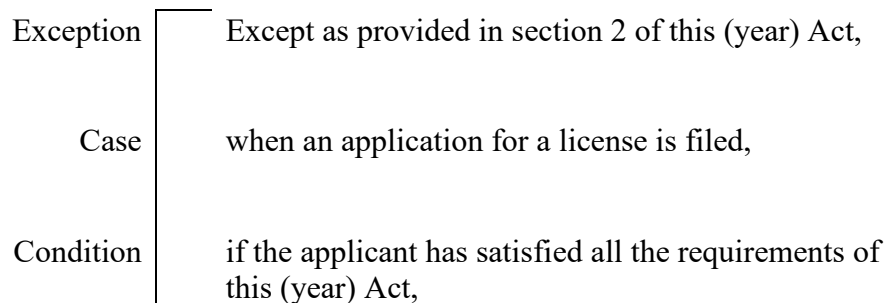 Exception Except as provided in section 2 of this (year) Act,
Case when an application for a license is filed,
Condition if the applicant has satisfied all the requirements of
this (year) Act,